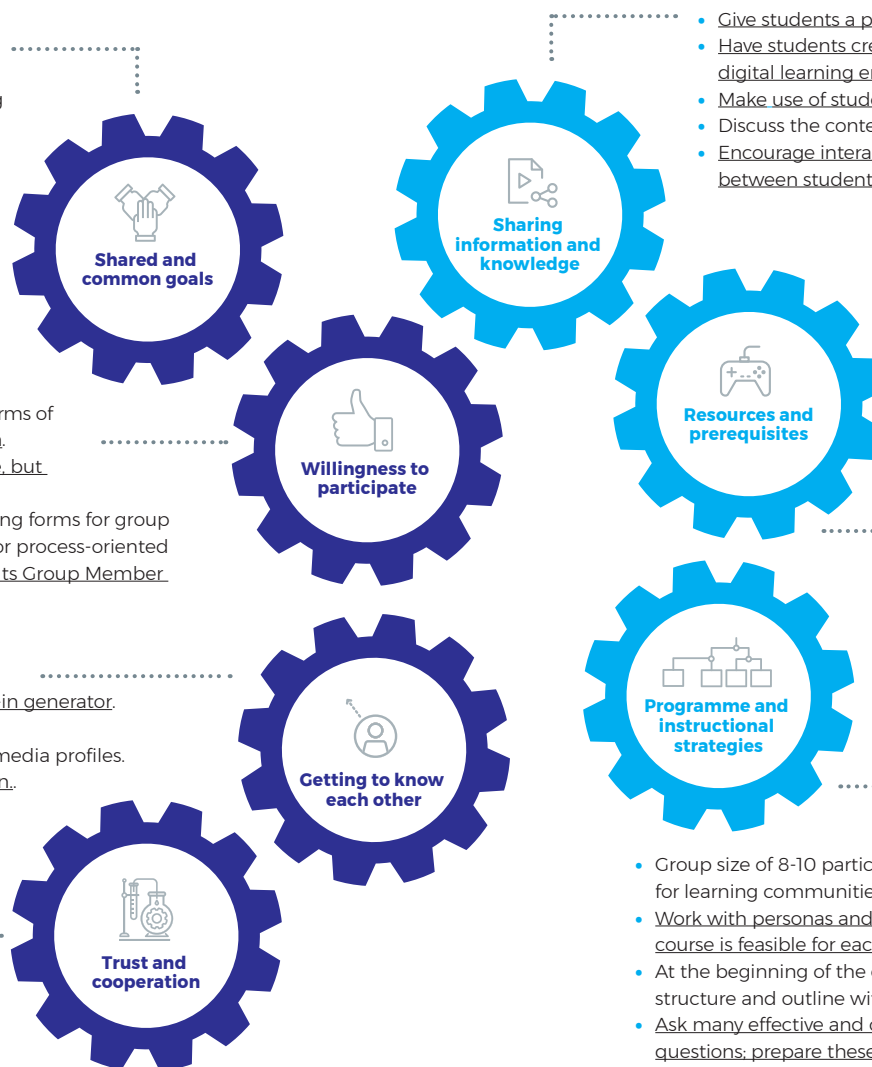 Give students a p
Have students cre
digital learning en
Make use of stude
Discuss the conte
Encourage intera
between student
g
Shared and
common goals
Sharing
information and
knowledge
Resources and
prerequisites
rms of
.
e, but
ng forms for group
or process-oriented
ts Group Member
Willingness to
participate
-in generator.
media profiles.
n..
Getting to know
each other
Programme and
instructional
strategies
Trust and
cooperation
Group size of 8-10 partic
for learning communitie
Work with personas and
course is feasible for eac
At the beginning of the
structure and outline wi
Ask many effective and
questions; prepare these